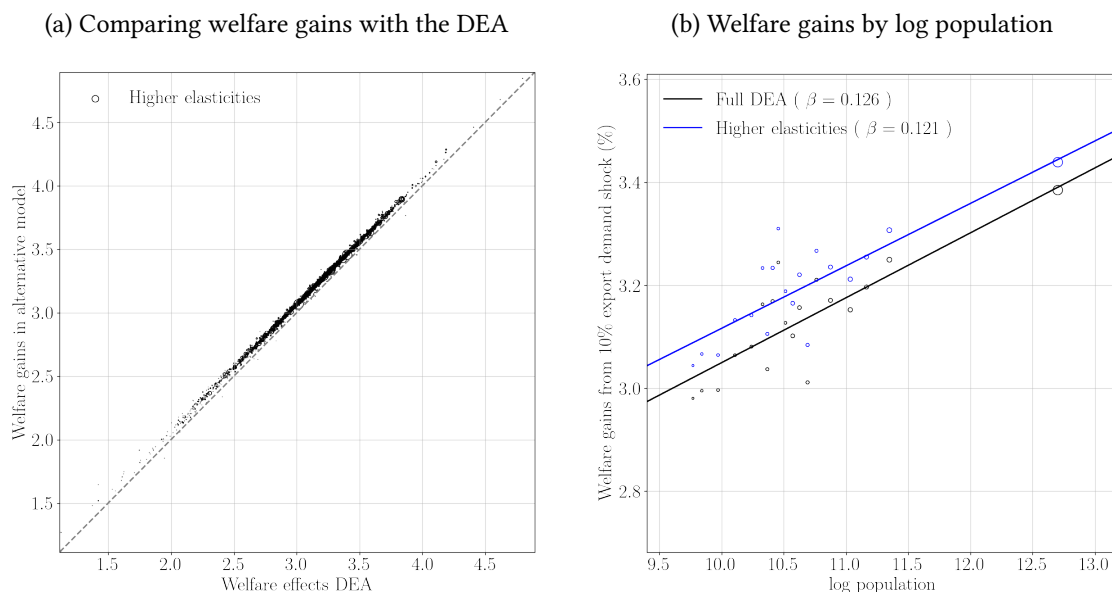 (a) Comparing welfare gains with the DEA
Higher elasticities
Welfare gains in alternative model
4.5
4.0
3.5
3.0
2.5
2.0
1.5
1.5 2.0 2.5 3.0 3.5 4.0 4.5
Welfare effects DEA
(b) Welfare gains by log population
Full DEA ( β = 0.126 )
Higher elasticities ( β = 0.121 )
Welfare gains from 10% export demand shock (%)
3.6
3.4
3.2
3.0
2.8
9.5 10.0 10.5 11.0 11.5 12.0 12.5 13.0
log population